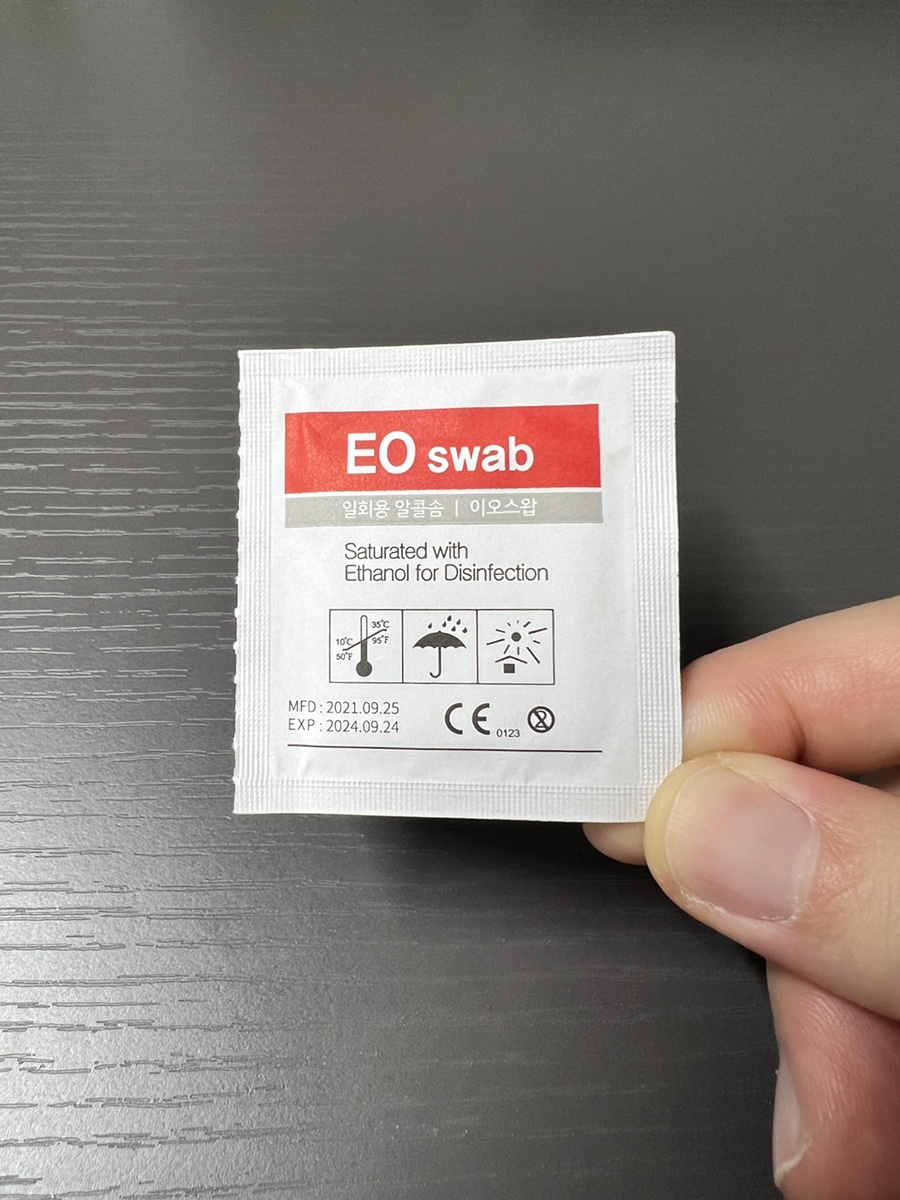 EO swab
일회용 알콜솜 | 이오스왑
Saturated with
Ethanol for Disinfection
35℃
10℃
95℉
50℉
MFD : 2021.09.25
EXP : 2024.09.24
CE 0123
2